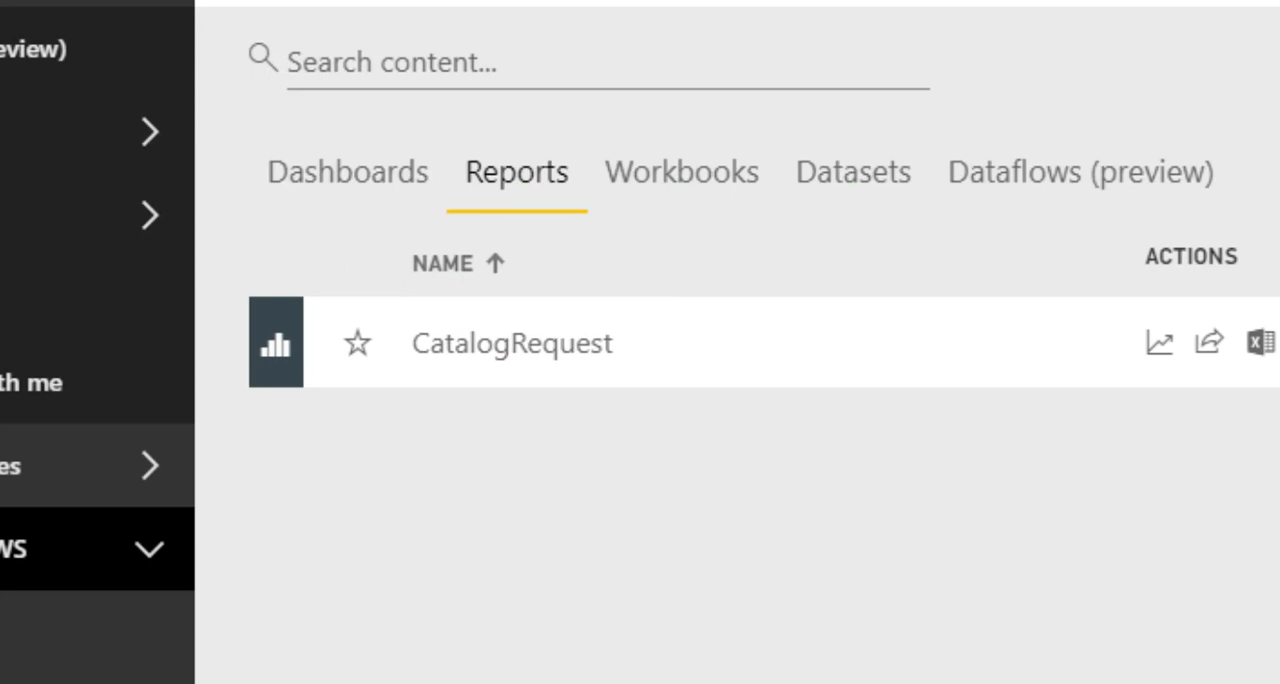 eview)
th me
es
WS
Search content...
Dashboards Reports Workbooks Datasets Dataflows (preview)
NAME ACTIONS
CatalogRequest